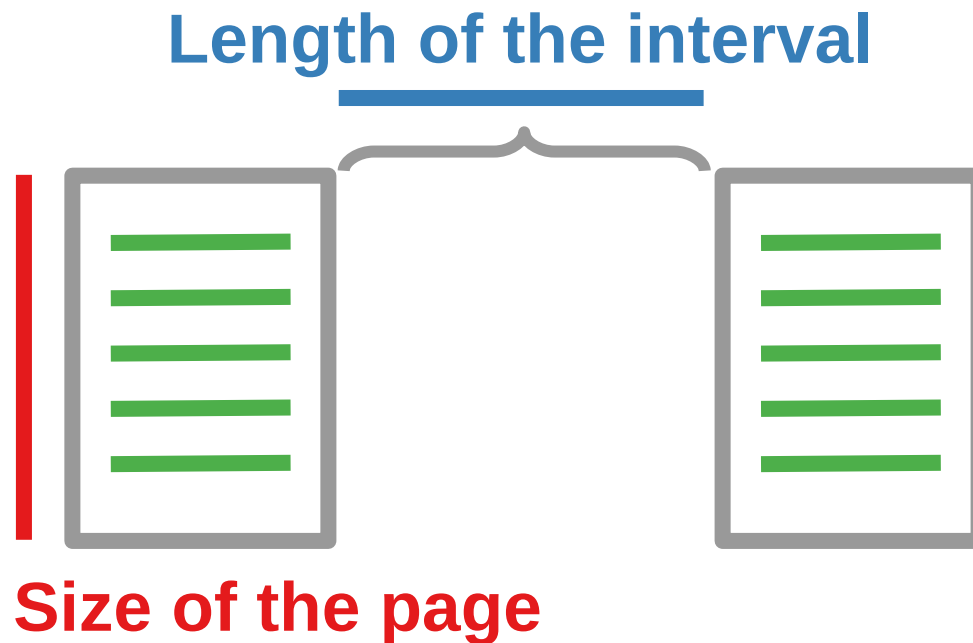 Length of the interval
Size of the page